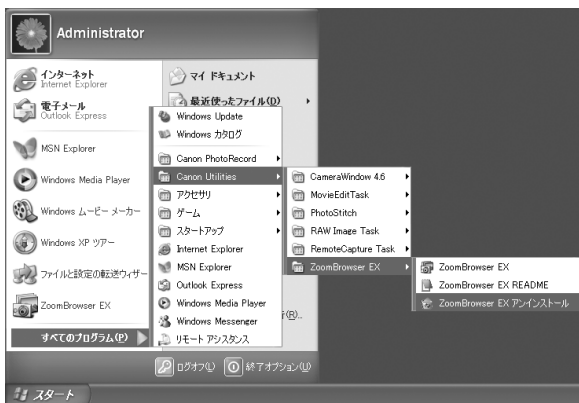 Administrator
インターネット
Internet Explorer
電子メール
Outlook Express
MSN Explorer
Windows Media Player
Windows ムービー メーカー
Windows XP ツアー
ファイルと設定の転送ウィザー
ZoomBrowser EX
すべてのプログラム(P)
マイ ドキュメント
最近使ったファイル(D)
Windows Update
Windows カタログ
Canon PhotoRecord
Canon Utilities
アクセサリ
ゲーム
スタートアップ
Internet Explorer
MSN Explorer
Outlook Express
Windows Media Player
Windows Messenger
リモート アシスタンス
(R)...
CameraWindow 4.6
MovieEditTask
PhotoStitch
RAW Image Task
RemoteCapture Task
ZoomBrowser EX
ZoomBrowser EX
ZoomBrowser EX README
ZoomBrowser EX アンインストール
ログオフ(L)
終了オプション(U)
スタート